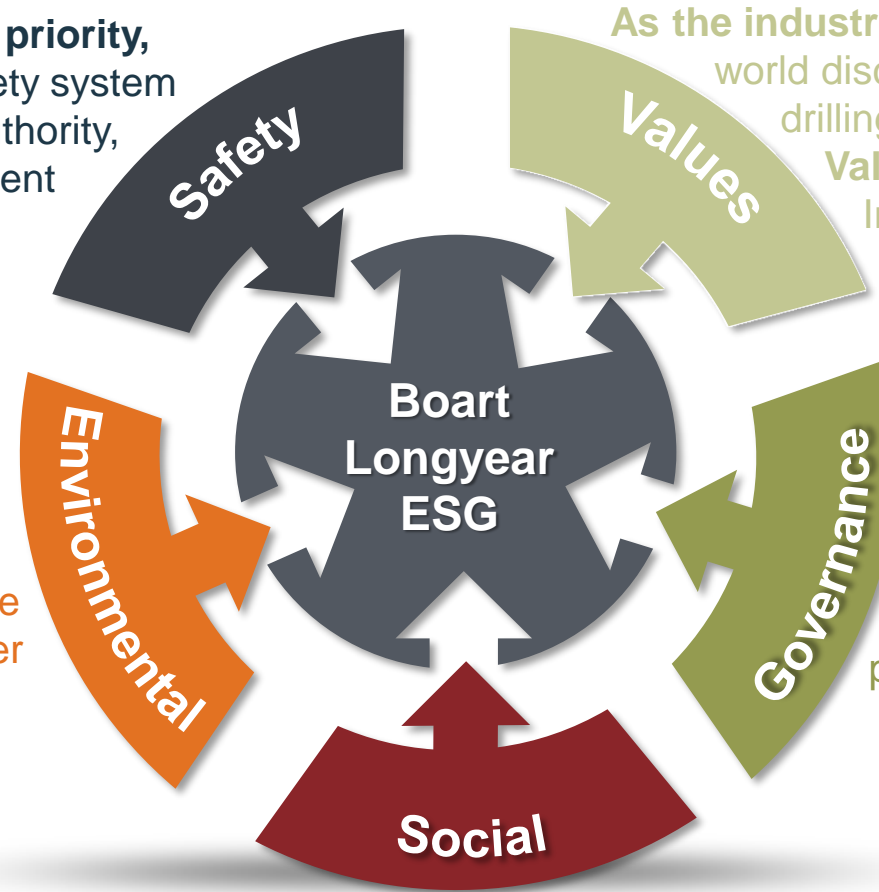 priority,
ety system
thority,
ent
As the industr
world disc
drilling
Val
In
Safety
Values
Boart
Longyear
ESG
Environmental
Governance
e
er
p
Social